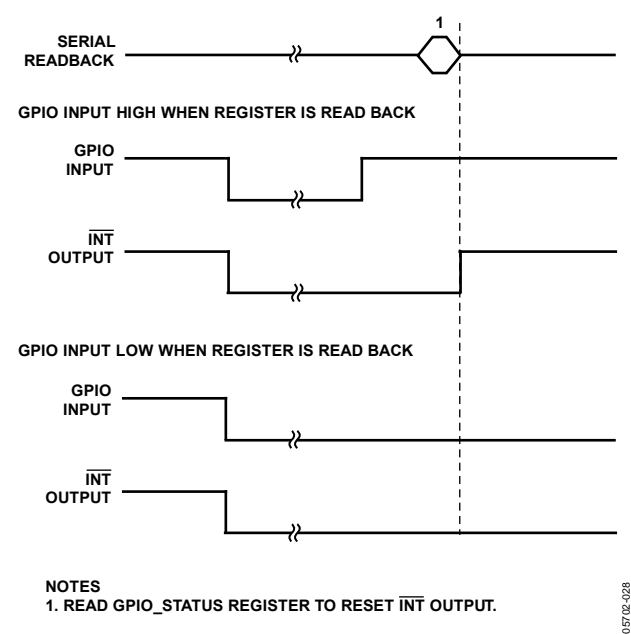 1
SERIAL
READBACK
GPIO INPUT HIGH WHEN REGISTER IS READ BACK
GPIO
INPUT
INT
OUTPUT
GPIO INPUT LOW WHEN REGISTER IS READ BACK
GPIO
INPUT
INT
OUTPUT
NOTES
1. READ GPIO_STATUS REGISTER TO RESET INT OUTPUT.
05702-028